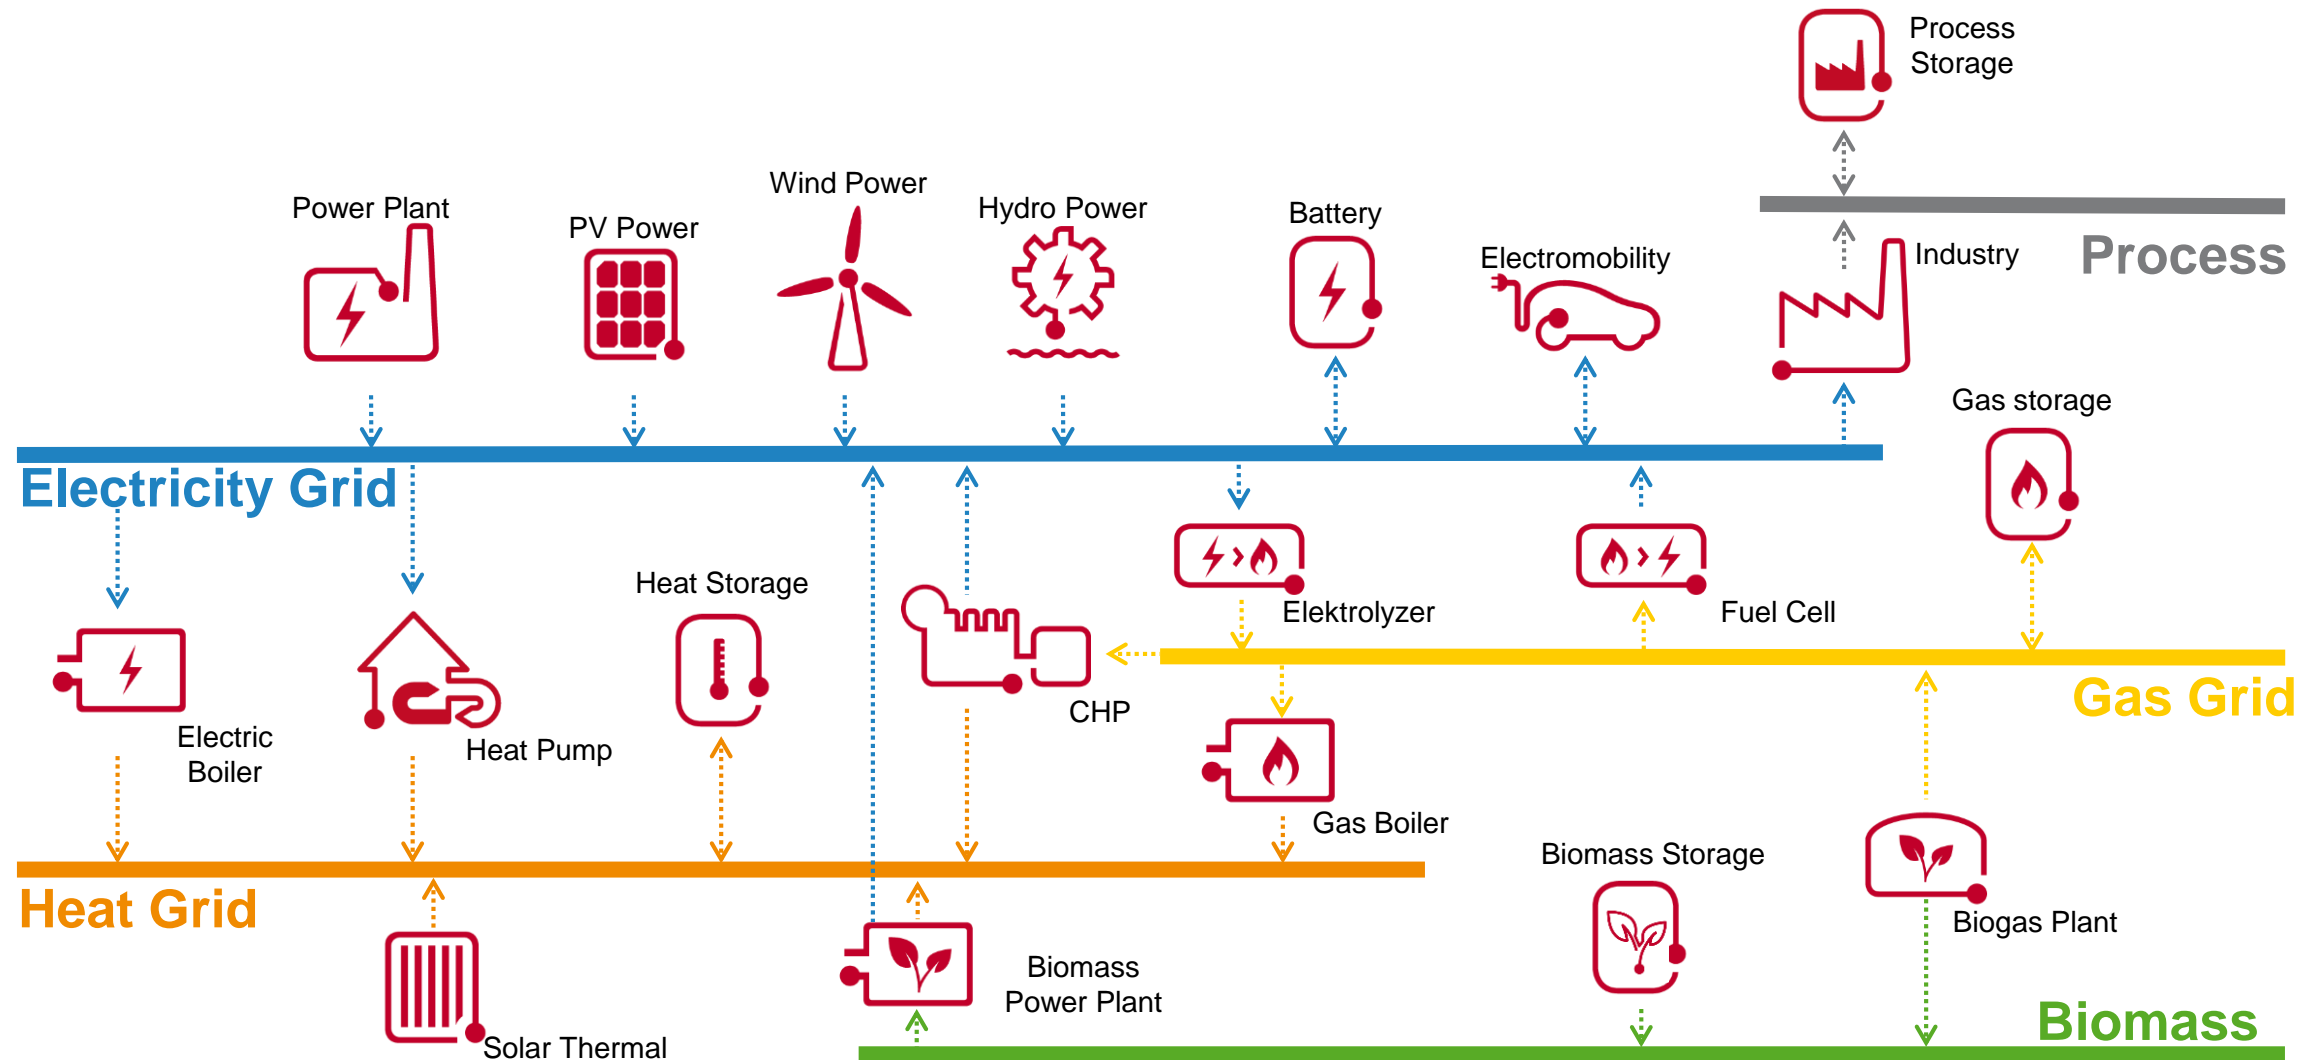 Process
Storage
Wind Power
Power Plant
Hydro Power
Battery
PV Power
Electromobility
Industry
Process
Gas storage
Electricity Grid
Heat Storage
Elektrolyzer
Fuel Cell
Gas Grid
CHP
Electric
Boiler
Heat Pump
Gas Boiler
Biomass Storage
Heat Grid
Biogas Plant
Biomass
Power Plant
Biomass
Solar Thermal